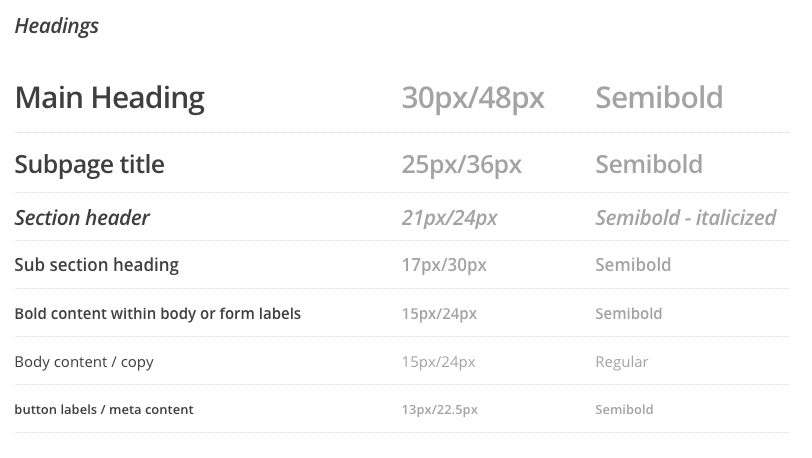 Headings
Main Heading 30px/48px Semibold
Subpage title 25px/36px Semibold
Section header 21px/24px Semibold - italicized
Sub section heading 17px/30px Semibold
Bold content within body or form labels 15px/24px Semibold
Body content / copy 15px/24px Regular
button labels / meta content 13px/22.5px Semibold